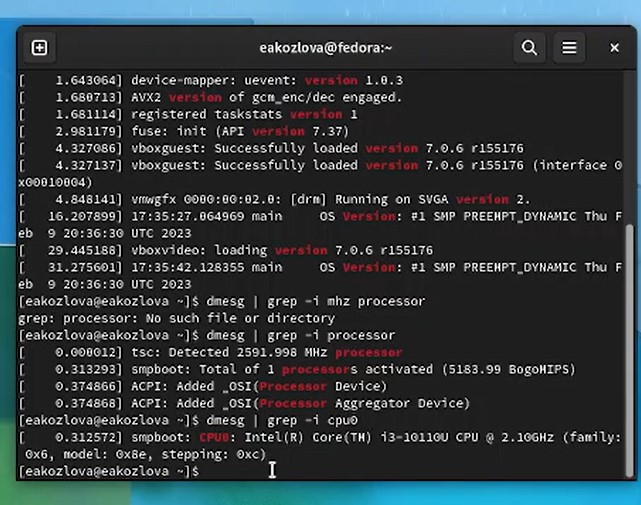 eakozlova@fedora:~
[    1.643064] device-mapper: uevent: version 1.0.3
[    1.680713] AVX2 version of gcm_enc/dec engaged.
[    1.681114] registered taskstats version 1
[    2.981179] fuse: init (API version 7.37)
[    4.327086] vboxguest: Successfully loaded version 7.0.6 r155176
[    4.327137] vboxguest: Successfully loaded version 7.0.6 r155176 (interface 0
x00010004)
[    4.848141] vmwgfx 0000:00:02.0: [drm] Running on SVGA version 2.
[   16.207899] 17:35:27.064969 main     OS Version: #1 SMP PREEMPT_DYNAMIC Thu F
eb  9 20:36:30 UTC 2023
[   29.445188] vboxvideo: loading version 7.0.6 r155176
[   31.275601] 17:35:42.128355 main     OS Version: #1 SMP PREEMPT_DYNAMIC Thu F
eb  9 20:36:30 UTC 2023
[eakozlova@eakozlova ~]$ dmesg | grep -i mhz processor
grep: processor: No such file or directory
[eakozlova@eakozlova ~]$ dmesg | grep -i processor
[    0.000012] tsc: Detected 2591.998 MHz processor
[    0.313293] smpboot: Total of 1 processors activated (5183.99 BogoMIPS)
[    0.374866] ACPI: Added _OSI(Processor Device)
[    0.374868] ACPI: Added _OSI(Processor Aggregator Device)
[eakozlova@eakozlova ~]$ dmesg | grep -i cpu0
[    0.312572] smpboot: CPU0: Intel(R) Core(TM) i3-10110U CPU @ 2.10GHz (family:
 0x6, model: 0x8e, stepping: 0xc)
[eakozlova@eakozlova ~]$